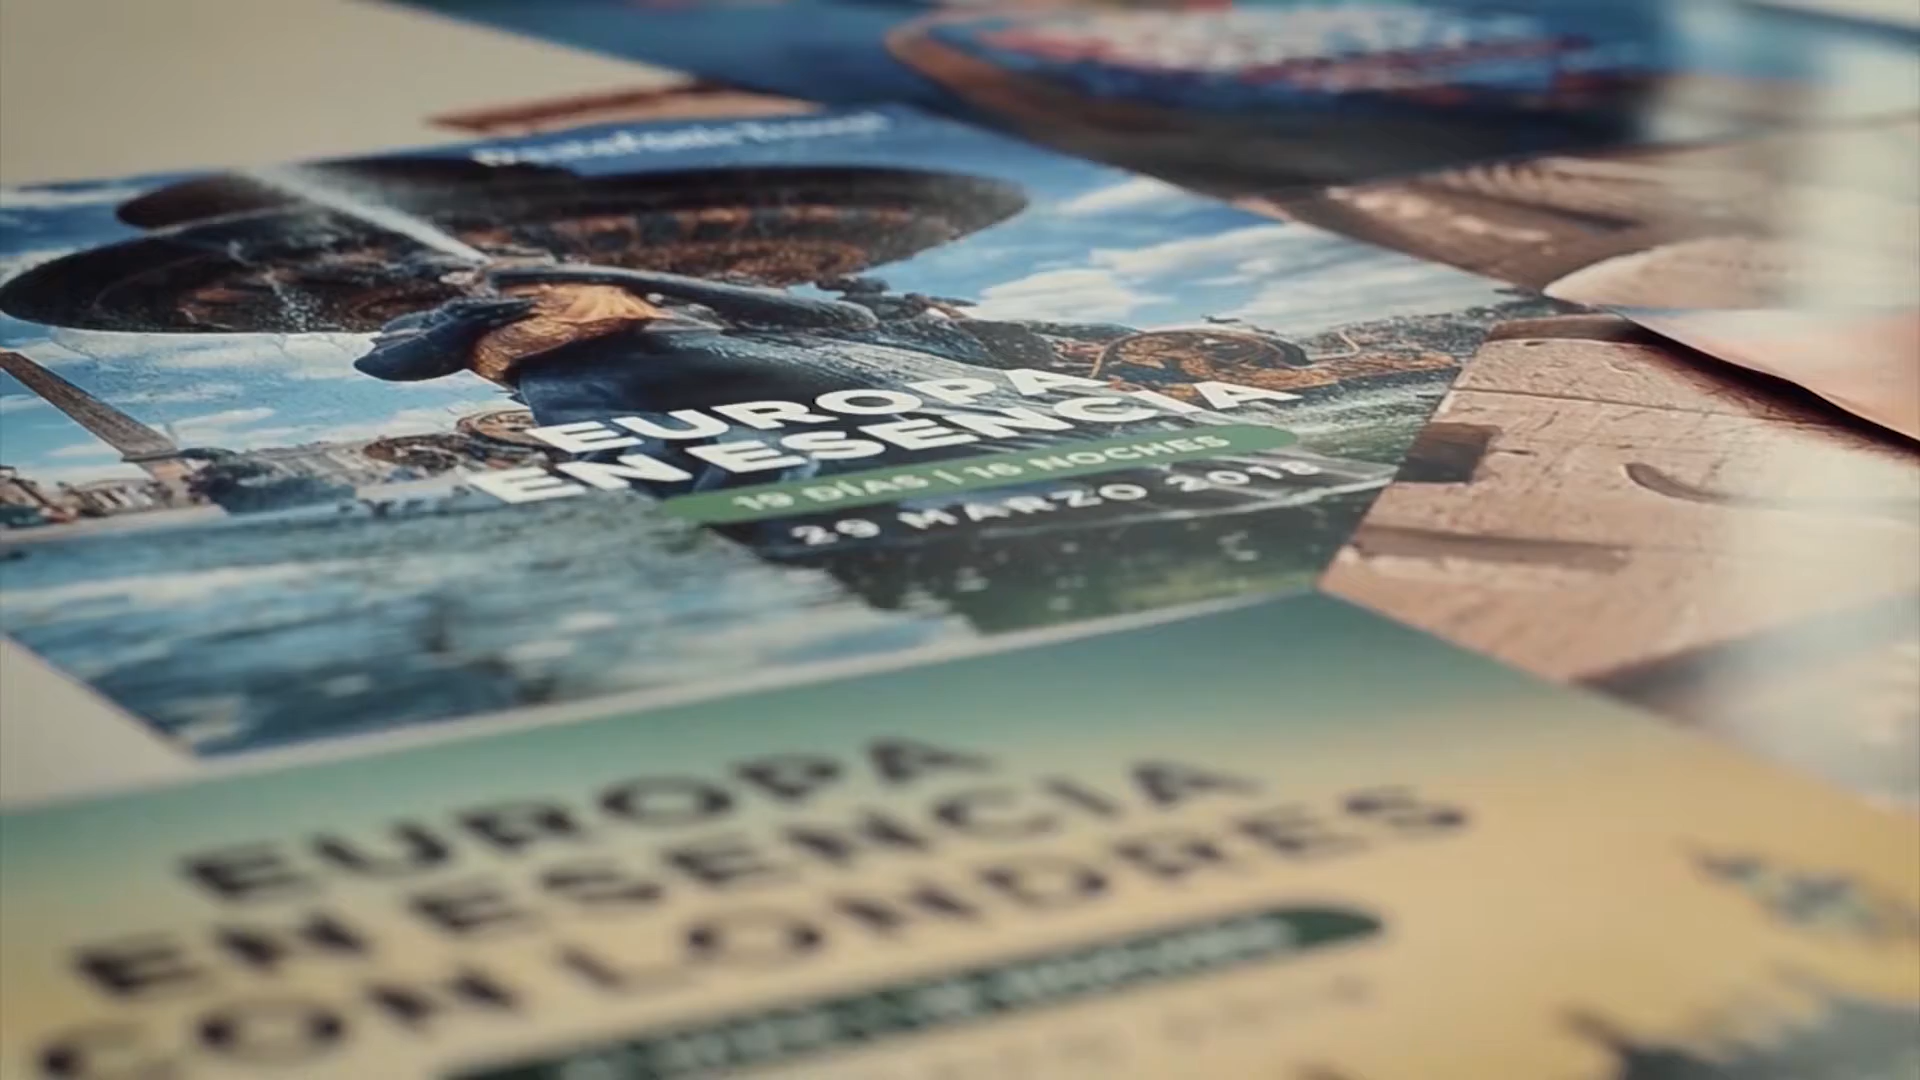 EUROPA
EN ESENCIA
19 DÍAS | 16 NOCHES
29 MARZO 2018
EUROPA
EN ESENCIA
CON LONDRES